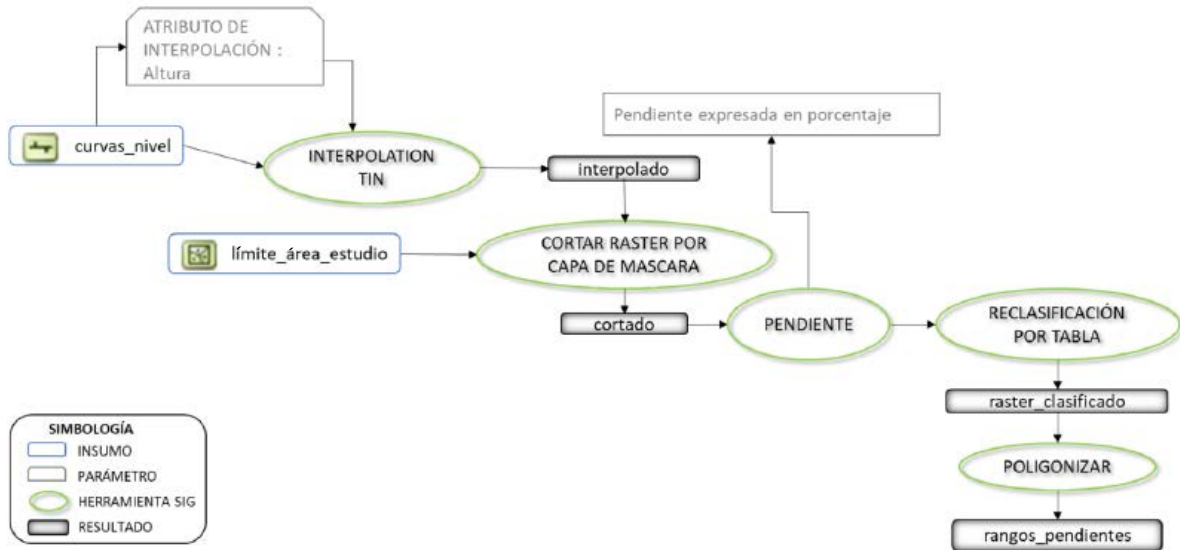 ATRIBUTO DE
INTERPOLACIÓN :
Altura
Pendiente expresada en porcentaje
curvas_nivel
INTERPOLATION
TIN
interpolado
límite_área_estudio
CORTAR RASTER POR
CAPA DE MASCARA
cortado
PENDIENTE
RECLASIFICACIÓN
POR TABLA
raster_clasificado
POLIGONIZAR
rangos_pendientes
SIMBOLOGÍA
INSUMO
PARÁMETRO
HERRAMIENTA SIG
RESULTADO